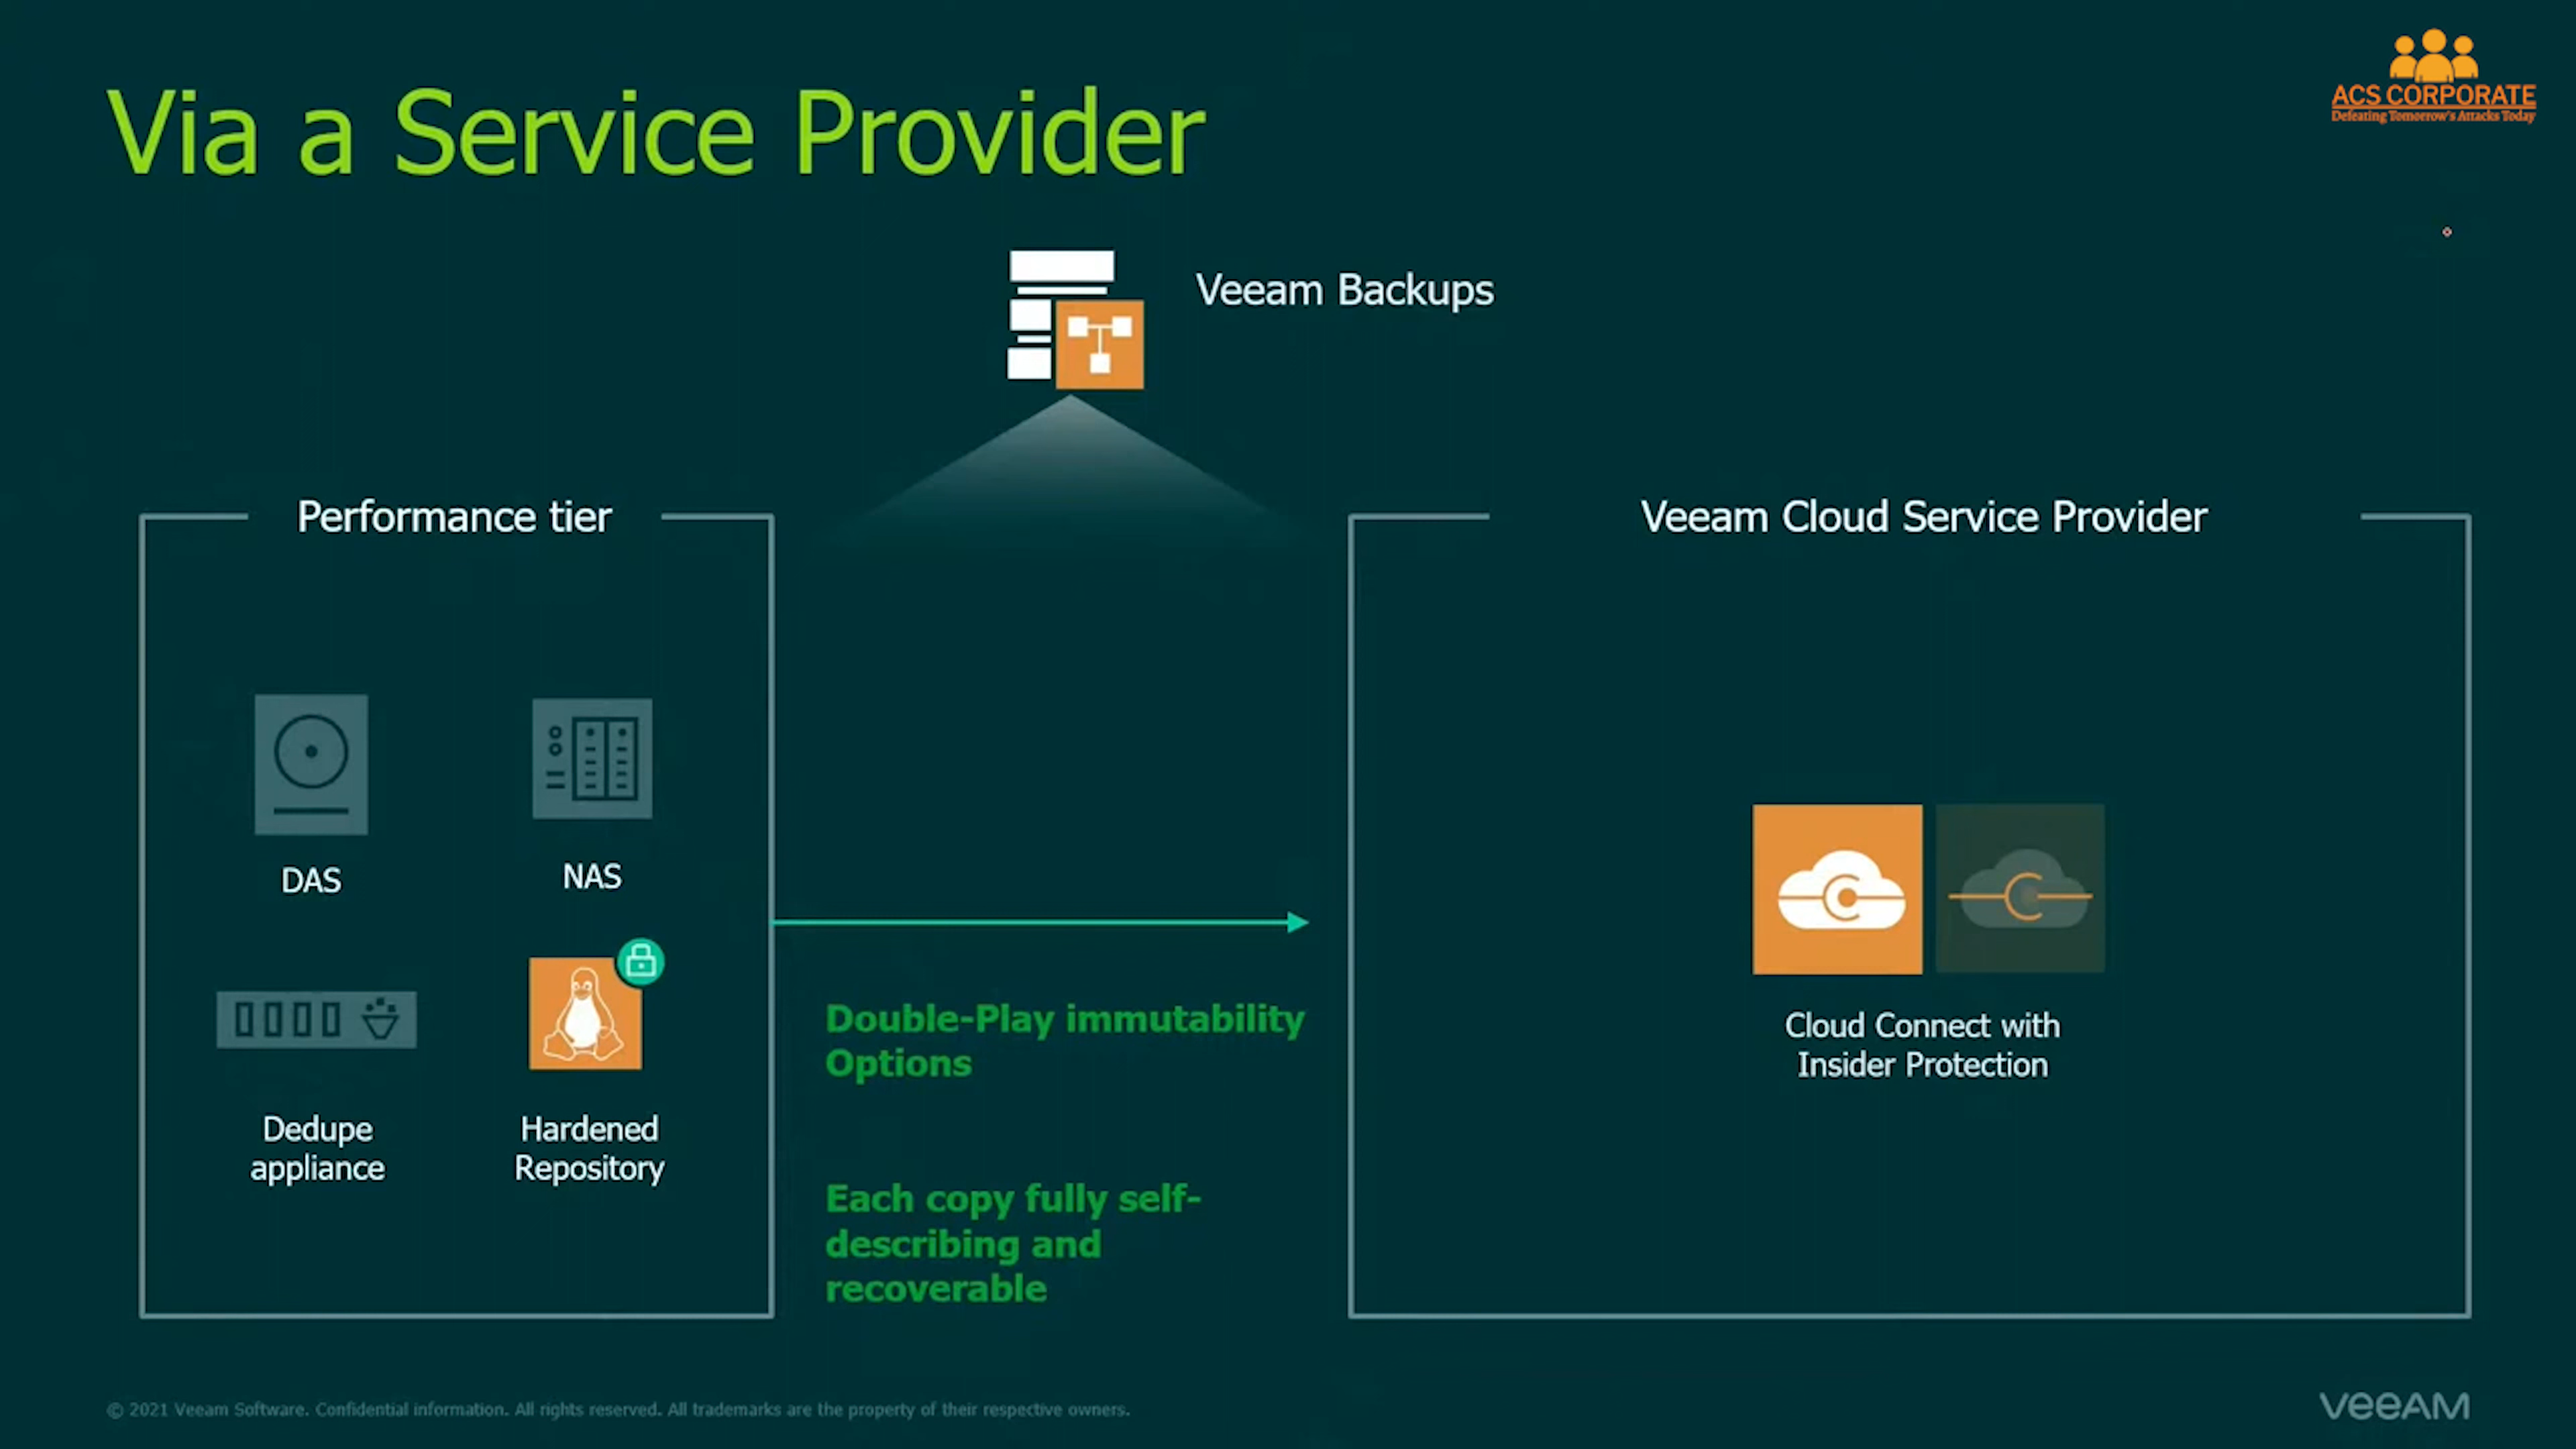 Via a Service Provider
ACS CORPORATE
Defeating Tomorrow's Attacks Today
Veeam Backups
Performance tier
DAS
NAS
Dedupe
appliance
Hardened
Repository
Double-Play immutability
Options
Each copy fully self-
describing and
recoverable
Veeam Cloud Service Provider
Cloud Connect with
Insider Protection
© 2021 Veeam Software. Confidential information. All rights reserved. All trademarks are the property of their respective owners.
veeAM